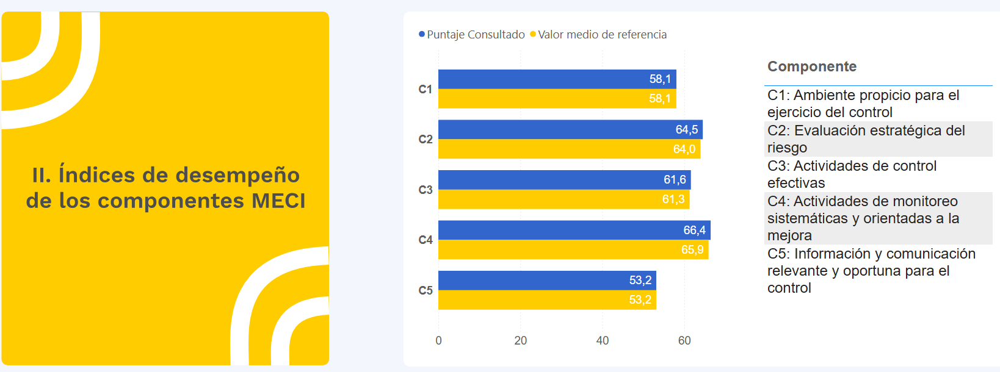 II. Índices de desempeño
de los componentes MECI
Puntaje Consultado Valor medio de referencia
C1
58,1
58,1
C2
64,5
64,0
C3
61,6
61,3
C4
66,4
65,9
C5
53,2
53,2
0 20 40 60
Componente
C1: Ambiente propicio para el
ejercicio del control
C2: Evaluación estratégica del
riesgo
C3: Actividades de control
efectivas
C4: Actividades de monitoreo
sistemáticas y orientadas a la
mejora
C5: Información y comunicación
relevante y oportuna para el
control